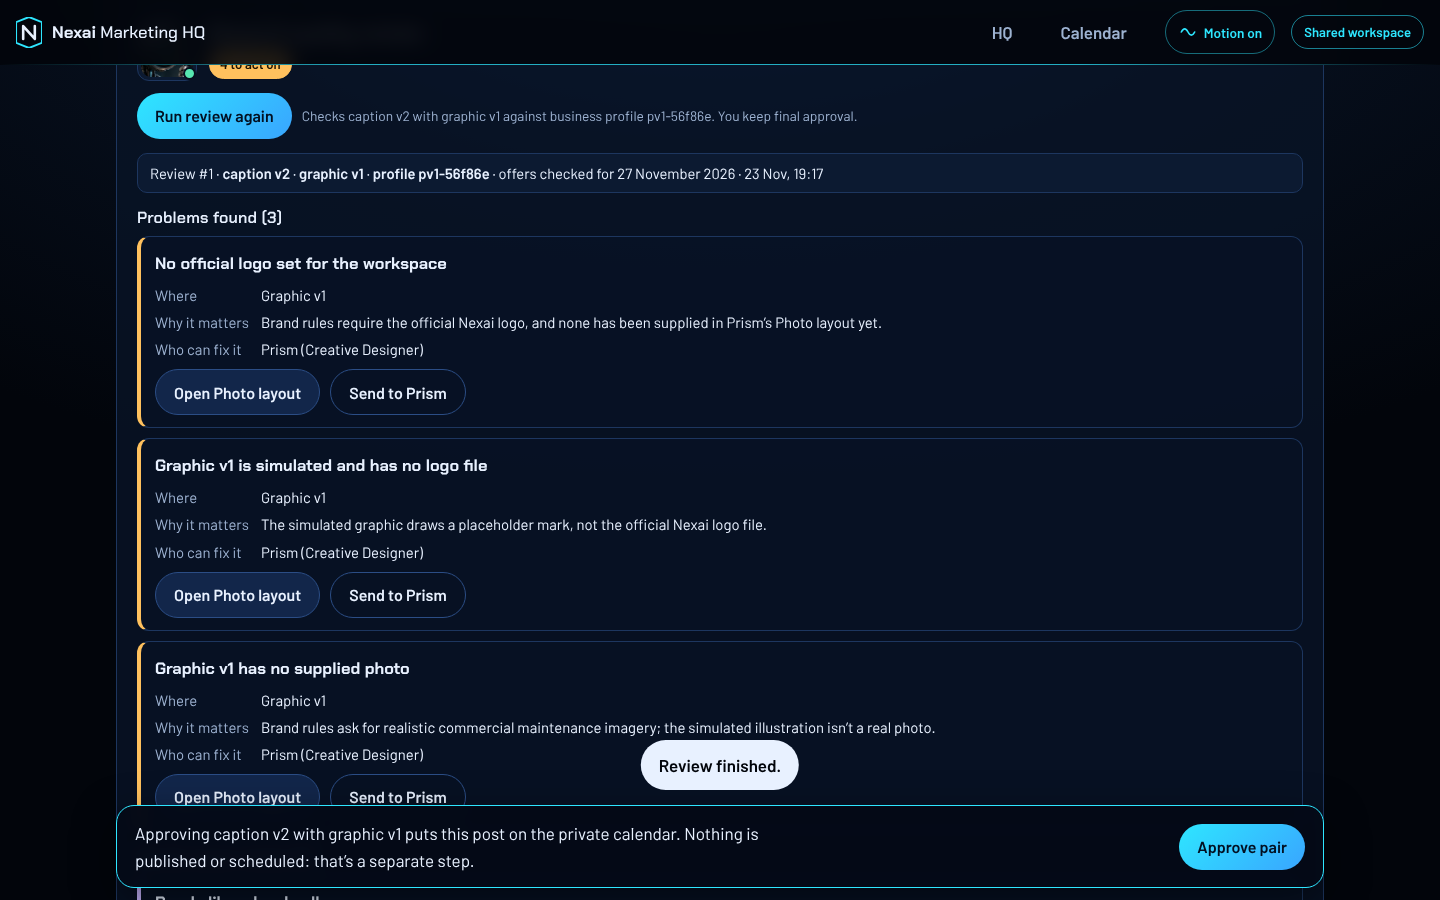 Nexai Marketing HQ
HQ
Calendar
Motion on
Shared workspace
4 to act on
Run review again
Checks caption v2 with graphic v1 against business profile pv1-56f86e. You keep final approval.
Review #1 · caption v2 · graphic v1 · profile pv1-56f86e · offers checked for 27 November 2026 · 23 Nov, 19:17
Problems found (3)
No official logo set for the workspace
Where Graphic v1
Why it matters Brand rules require the official Nexai logo, and none has been supplied in Prism's Photo layout yet.
Who can fix it Prism (Creative Designer)
Open Photo layout
Send to Prism
Graphic v1 is simulated and has no logo file
Where Graphic v1
Why it matters The simulated graphic draws a placeholder mark, not the official Nexai logo file.
Who can fix it Prism (Creative Designer)
Open Photo layout
Send to Prism
Graphic v1 has no supplied photo
Where Graphic v1
Why it matters Brand rules ask for realistic commercial maintenance imagery; the simulated illustration isn't a real photo.
Who can fix it Prism (Creative Designer)
Review finished.
Open Photo layout
Send to Prism
Approving caption v2 with graphic v1 puts this post on the private calendar. Nothing is
published or scheduled: that's a separate step.
Approve pair